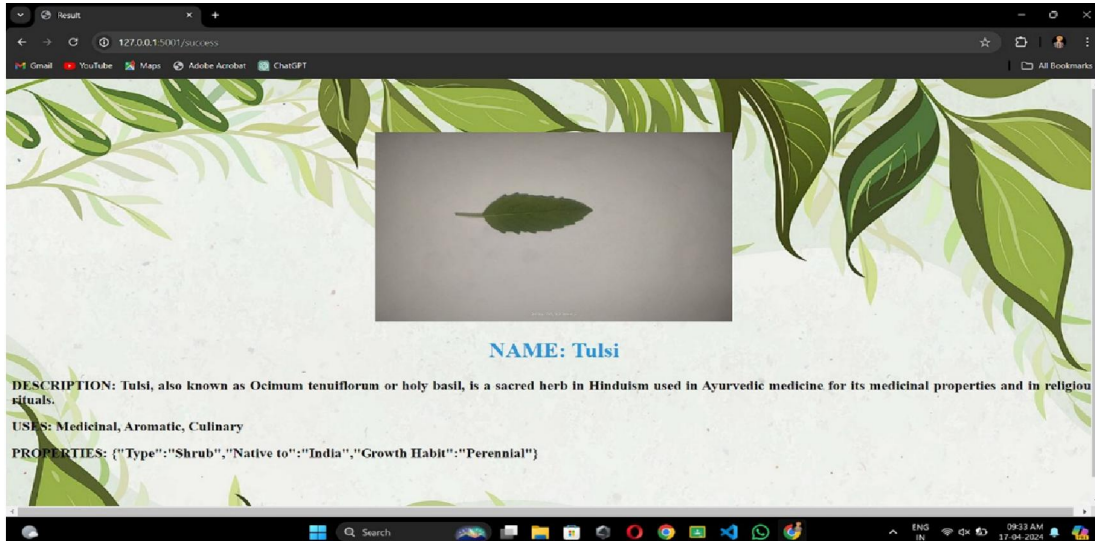 Result
127.0.0.1:5001/success
Gmail YouTube Maps Adobe Acrobat ChatGPT All Bookmarks
NAME: Tulsi
DESCRIPTION: Tulsi, also known as Ocimum tenuiflorum or holy basil, is a sacred herb in Hinduism used in Ayurvedic medicine for its medicinal properties and in religiou
rituals.
USES: Medicinal, Aromatic, Culinary
PROPERTIES: {"Type":"Shrub","Native to":"India","Growth Habit":"Perennial"}
Search
ENG 09:33 AM
IN 17-04-2024